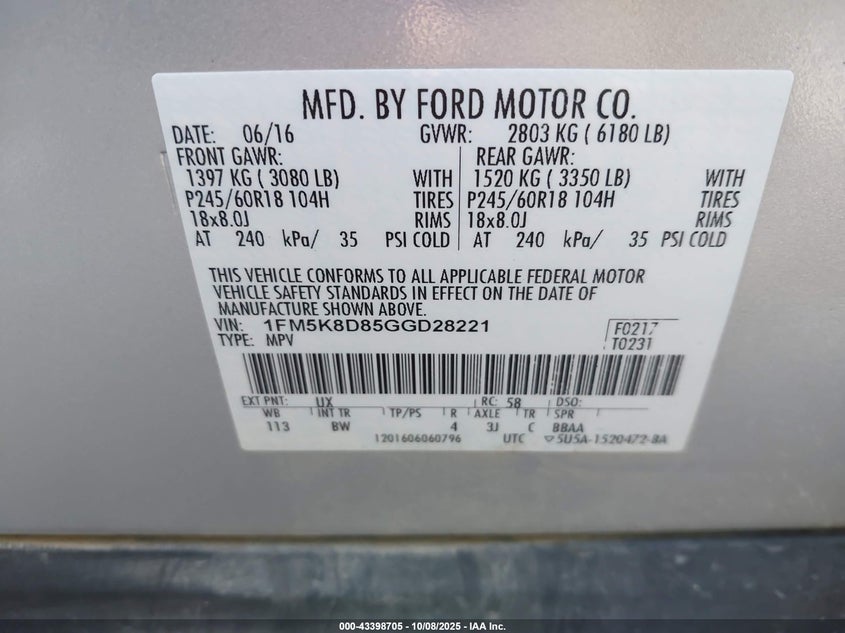 MFD. BY FORD MOTOR CO.
DATE: 06/16 GVWR: 2803 KG ( 6180 LB)
FRONT GAWR: REAR GAWR:
1397 KG ( 3080 LB) WITH 1520 KG ( 3350 LB) WITH
P245/60R18 104H TIRES P245/60R18 104H TIRES
18x8.0J RIMS 18x8.0J RIMS
AT 240 kPa/ 35 PSI COLD AT 240 kPa/ 35 PSI COLD
THIS VEHICLE CONFORMS TO ALL APPLICABLE FEDERAL MOTOR
VEHICLE SAFETY STANDARDS IN EFFECT ON THE DATE OF
MANUFACTURE SHOWN ABOVE.
VIN: 1FM5K8D85GGD28221 F0217
TYPE: MPV T0231
EXT PNT: UX RC: 58 DSO:
WB INT TR TP/PS R AXLE TR SPR
113 BW 4 3J C BBAA
1201606060796 UTC ▽5U5A-1520472-BA
000-43398705 - 10/08/2025 - IAA Inc.